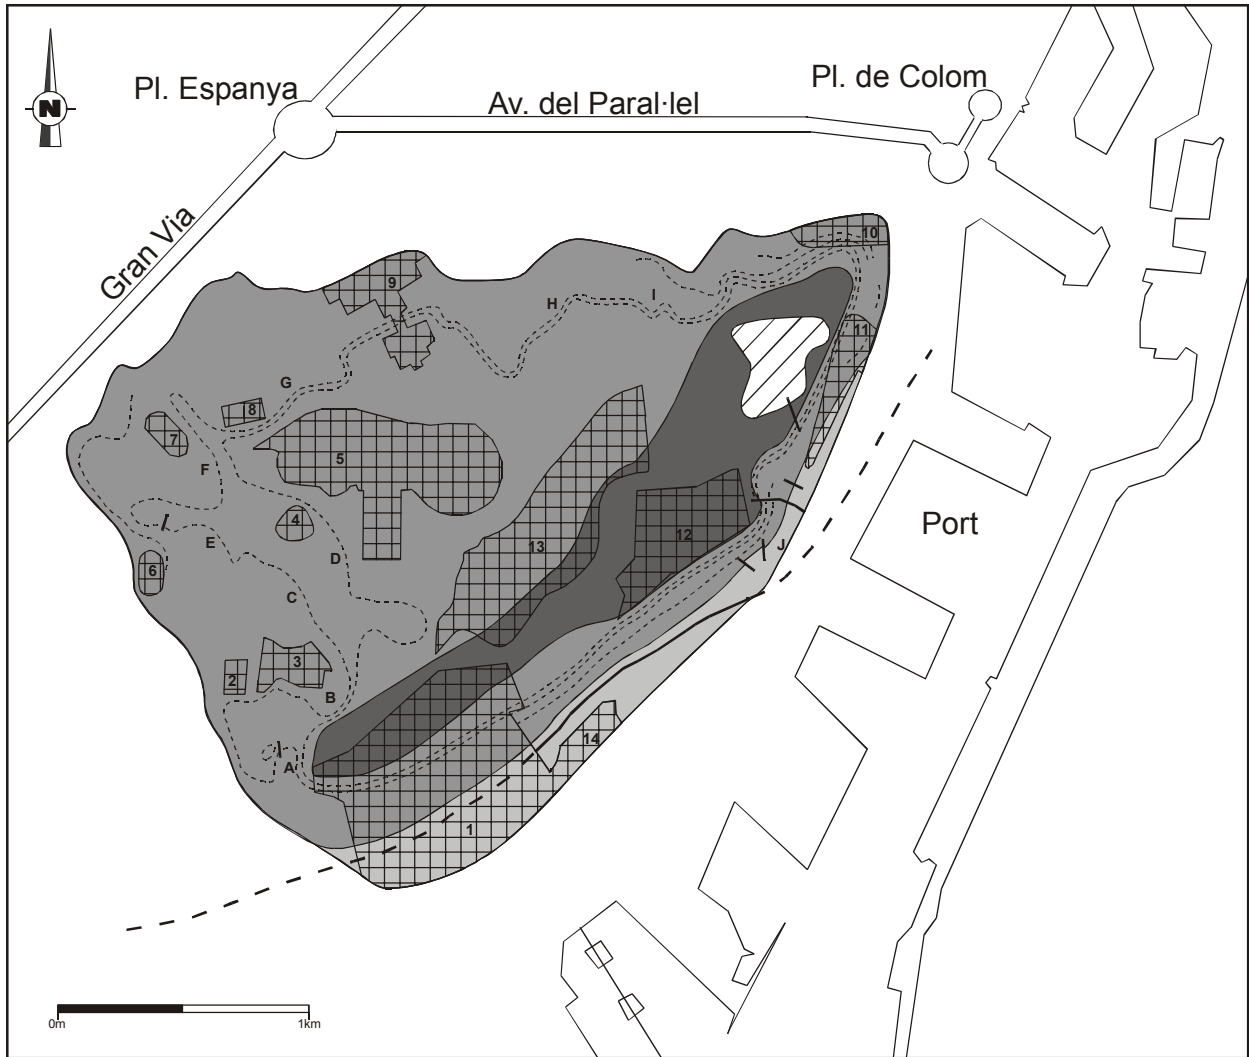 Pl. de Colom
Pl. Espanya
Av. del Paral·lel
N
Gran Via
10
9
H
I
11
G
8
7
5
F
4
Port
E
12
13
J
D
6
C
3
2
B
14
A
1
0m
1km